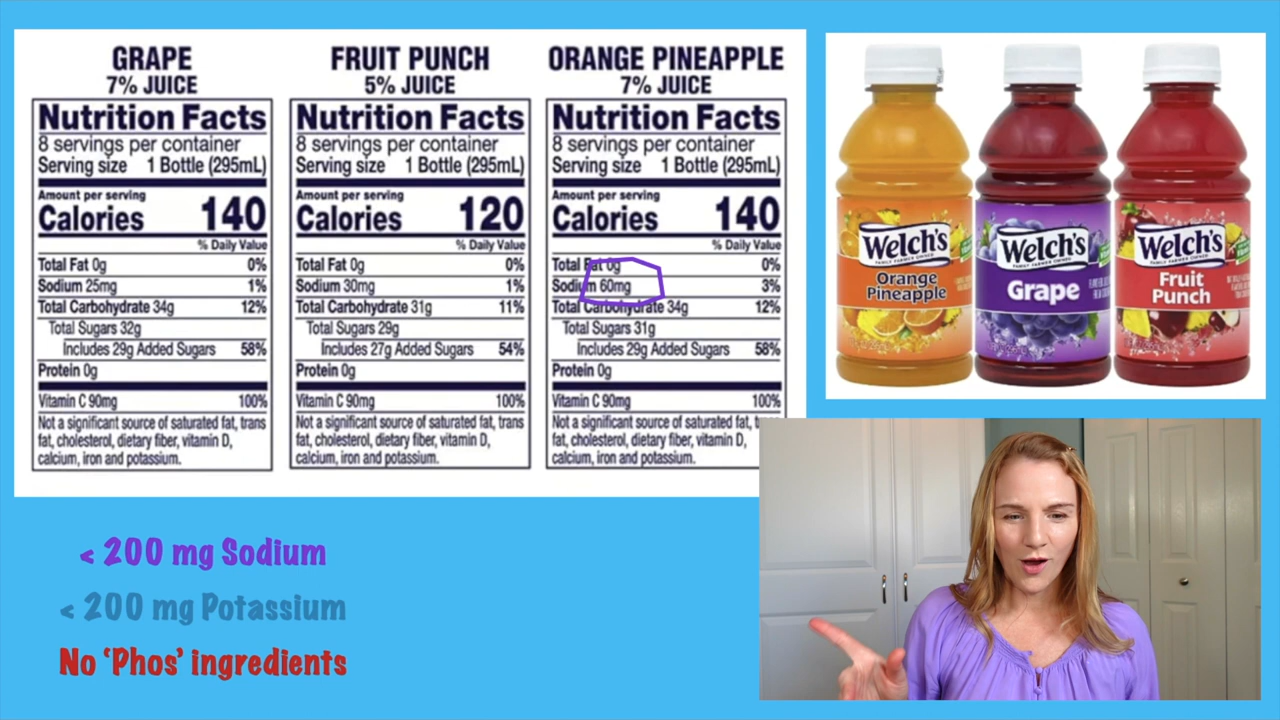 GRAPE
7% JUICE
Nutrition Facts
8 servings per container
Serving size 1 Bottle (295mL)
Amount per serving
Calories 140
% Daily Value
Total Fat 0g 0%
Sodium 25mg 1%
Total Carbohydrate 34g 12%
Total Sugars 32g
Includes 29g Added Sugars 58%
Protein 0g
Vitamin C 90mg 100%
Not a significant source of saturated fat, trans
fat, cholesterol, dietary fiber, vitamin D,
calcium, iron and potassium.
FRUIT PUNCH
5% JUICE
Nutrition Facts
8 servings per container
Serving size 1 Bottle (295mL)
Amount per serving
Calories 120
% Daily Value
Total Fat 0g 0%
Sodium 30mg 1%
Total Carbohydrate 31g 11%
Total Sugars 29g
Includes 27g Added Sugars 54%
Protein 0g
Vitamin C 90mg 100%
Not a significant source of saturated fat, trans
fat, cholesterol, dietary fiber, vitamin D,
calcium, iron and potassium.
ORANGE PINEAPPLE
7% JUICE
Nutrition Facts
8 servings per container
Serving size 1 Bottle (295mL)
Amount per serving
Calories 140
% Daily Value
Total Fat 0g 0%
Sodium 60mg 3%
Total Carbohydrate 34g 12%
Total Sugars 31g
Includes 29g Added Sugars 58%
Protein 0g
Vitamin C 90mg 100%
Not a significant source of saturated fat, trans
fat, cholesterol, dietary fiber, vitamin D,
calcium, iron and potassium.
Welch's
FAMILY FARMER OWNED
Orange
Pineapple
Welch's
FAMILY FARMER OWNED
Grape
Welch's
FAMILY FARMER OWNED
Fruit
Punch
< 200 mg Sodium
< 200 mg Potassium
No 'Phos' ingredients